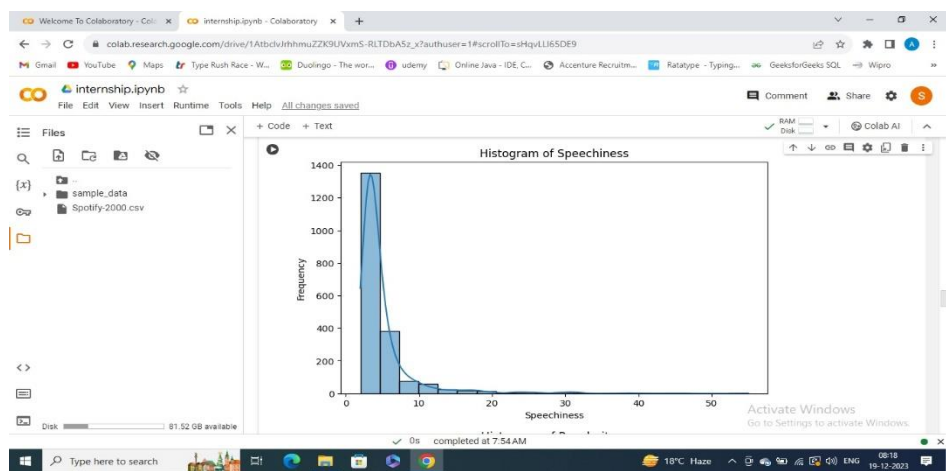 Welcome To Colaboratory - Col
internship.ipynb - Colaboratory
colab.research.google.com/drive/1AtbclvJrhhmuZZK9UVxmS-RLTDbA5z_x?authuser=1#scrollTo=sHqvLLI65DE9
Gmail YouTube Maps Type Rush Race - W... Duolingo - The wor... udemy Online Java - IDE, C... Accenture Recruitm... Ratatype - Typing... GeeksforGeeks SQL Wipro
internship.ipynb
Comment Share S
File Edit View Insert Runtime Tools Help All changes saved
Files
+ Code + Text
RAM
Disk
Colab AI
{x}
..
sample_data
Spotify-2000.csv
Histogram of Speechiness
1400
1200
1000
800
600
400
200
0
Frequency
0 10 20 30 40 50
Speechiness
Activate Windows
Go to Settings to activate Windows.
Disk 81.52 GB available
0s completed at 7:54 AM
Type here to search
18°C Haze
ENG
08:18
19-12-2023